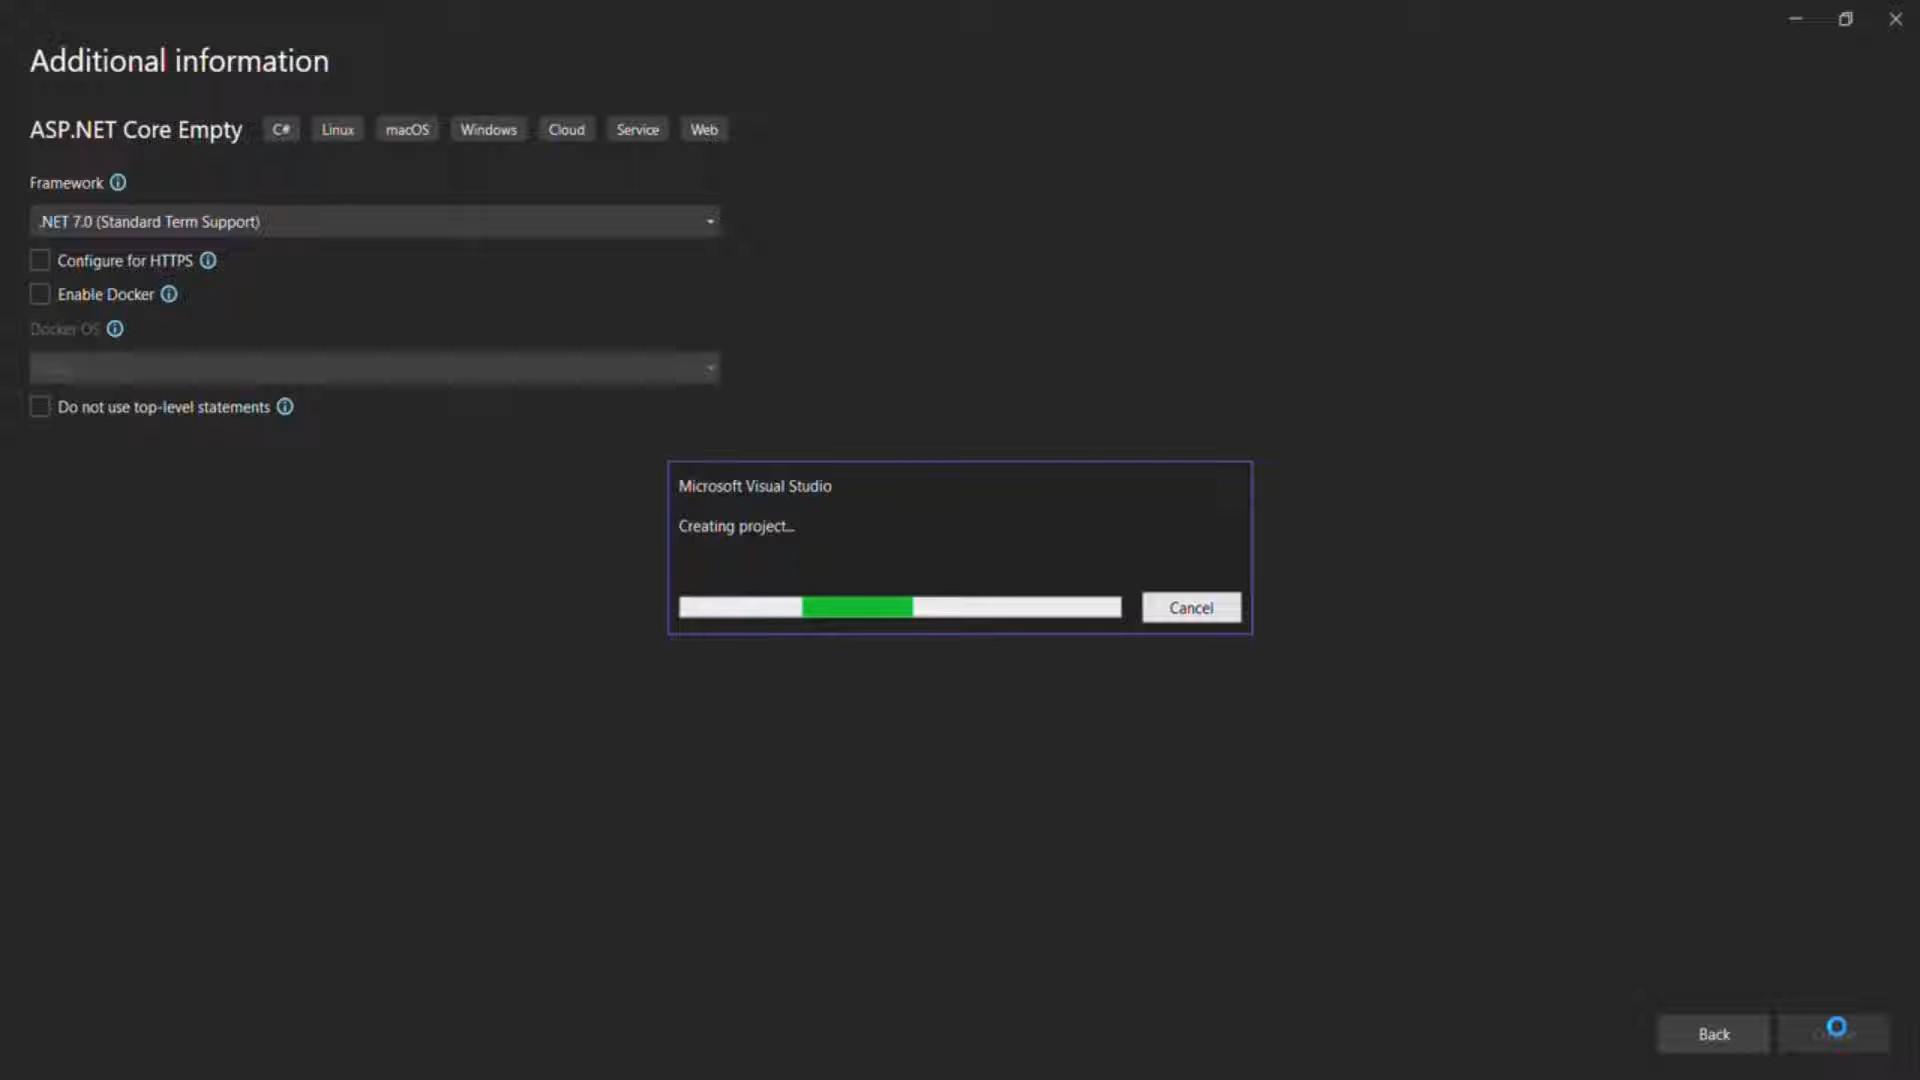 Additional information
ASP.NET Core Empty C# Linux macOS Windows Cloud Service Web
Framework
.NET 7.0 (Standard Term Support)
Configure for HTTPS
Enable Docker
Docker OS
Do not use top-level statements
Microsoft Visual Studio
Creating project...
Cancel
Back